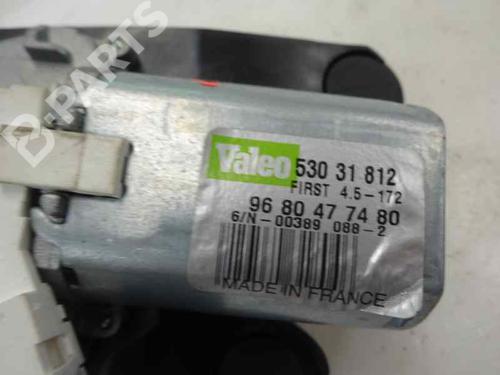 B-PARTS
Valeo 530 31 812
FIRST 4.5-172
96 80 47 74 80
6/N-00389 088-2
MADE IN FRANCE